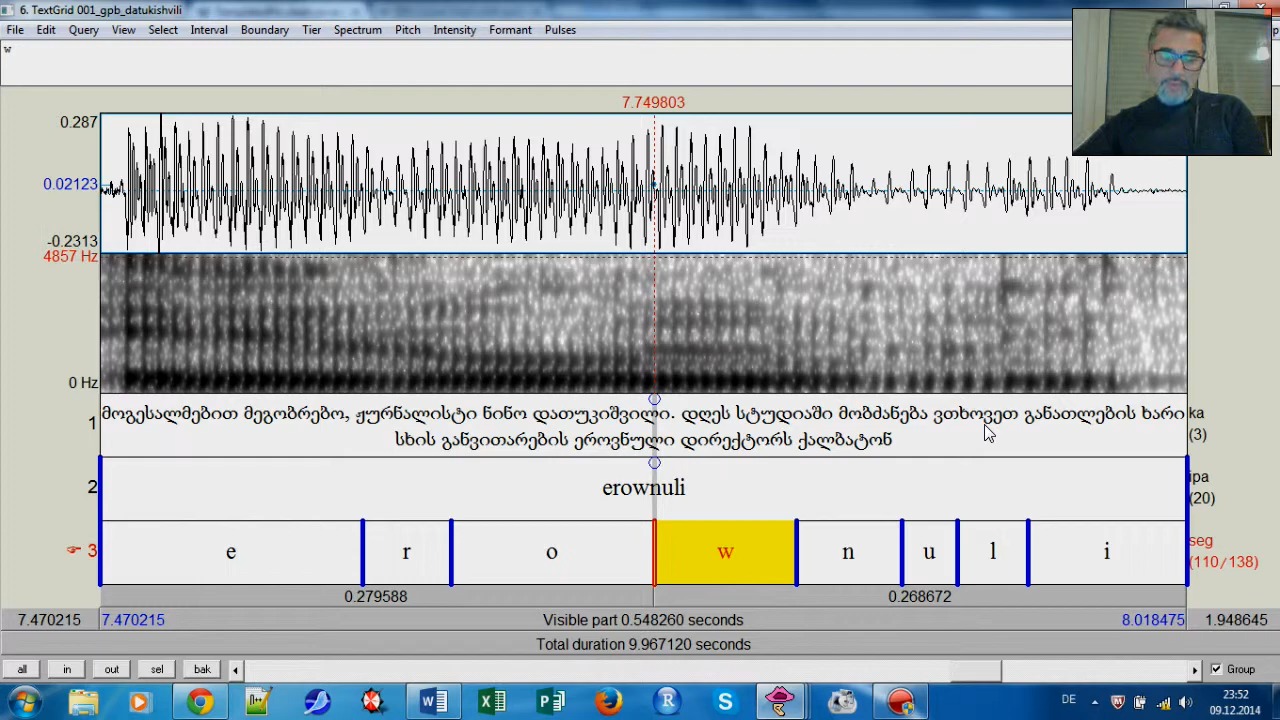 6. TextGrid 001_gpb_datukishvili
File Edit Query View Select Interval Boundary Tier Spectrum Pitch Intensity Formant Pulses
w
7.749803
0.287
0.02123
-0.2313
4857 Hz
0 Hz
1 მოგესალმებით მეგობრებო, ჟურნალისტი ნინო დათუკიშვილი. დღეს სტუდიაში მობძანება ვთხოვეთ განათლების ხარი ka
სხის განვითარების ეროვნული დირექტორს ქალბატონ (3)
2 erownuli ipa
(20)
3 e r o w n u l i seg
(110/138)
0.279588 0.268672
7.470215 7.470215 Visible part 0.548260 seconds 8.018475 1.948645
Total duration 9.967120 seconds
all in out sel bak Group
DE 23:52
09.12.2014